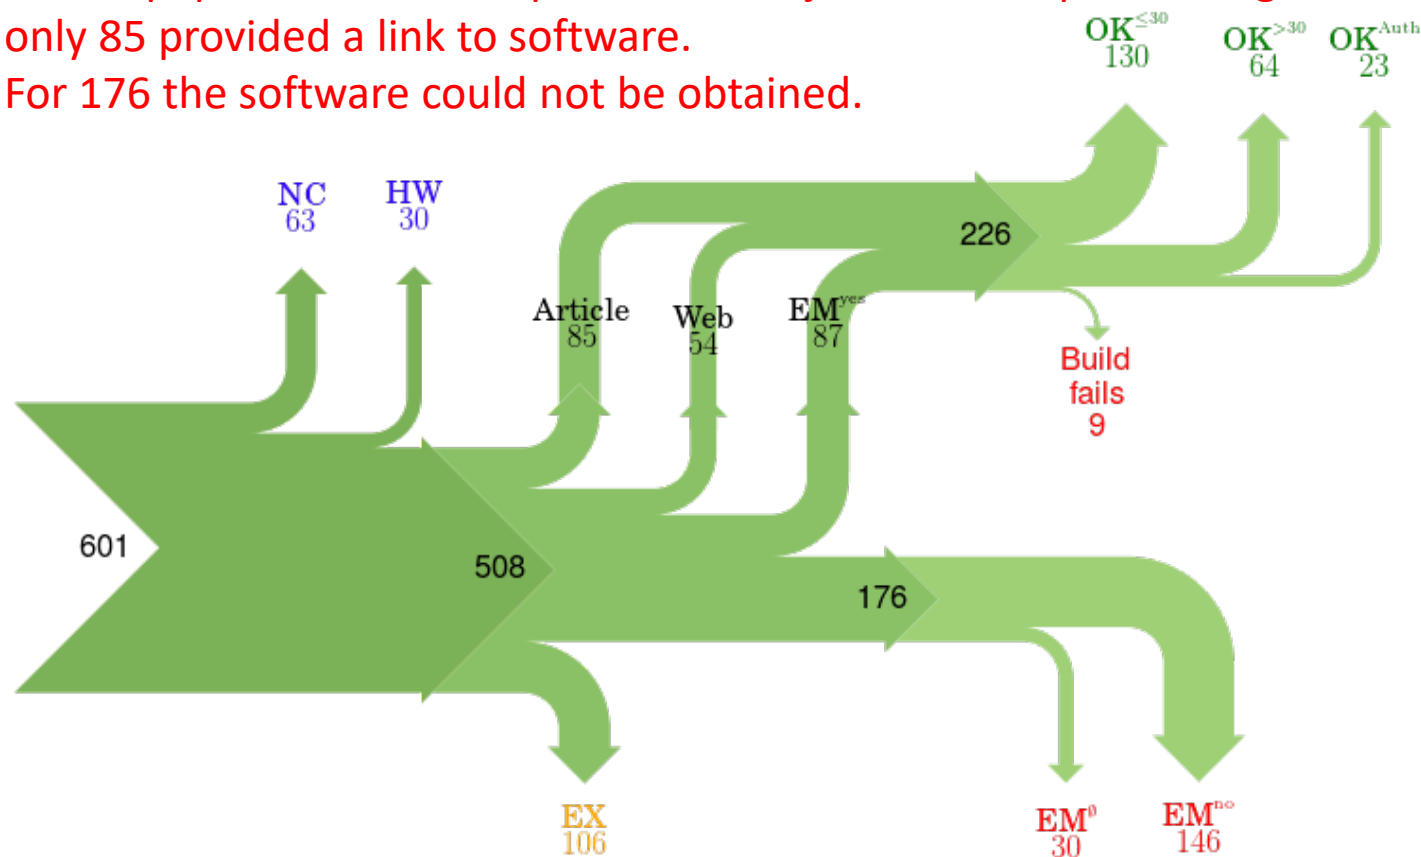 only 85 provided a link to software.
For 176 the software could not be obtained.
OK≤30
130
OK>30
64
OKAuth
23
NC
63
HW
30
226
Article
85
Web
54
EMyes
87
Build
fails
9
601
508
176
EX
106
EM∅
30
EMno
146